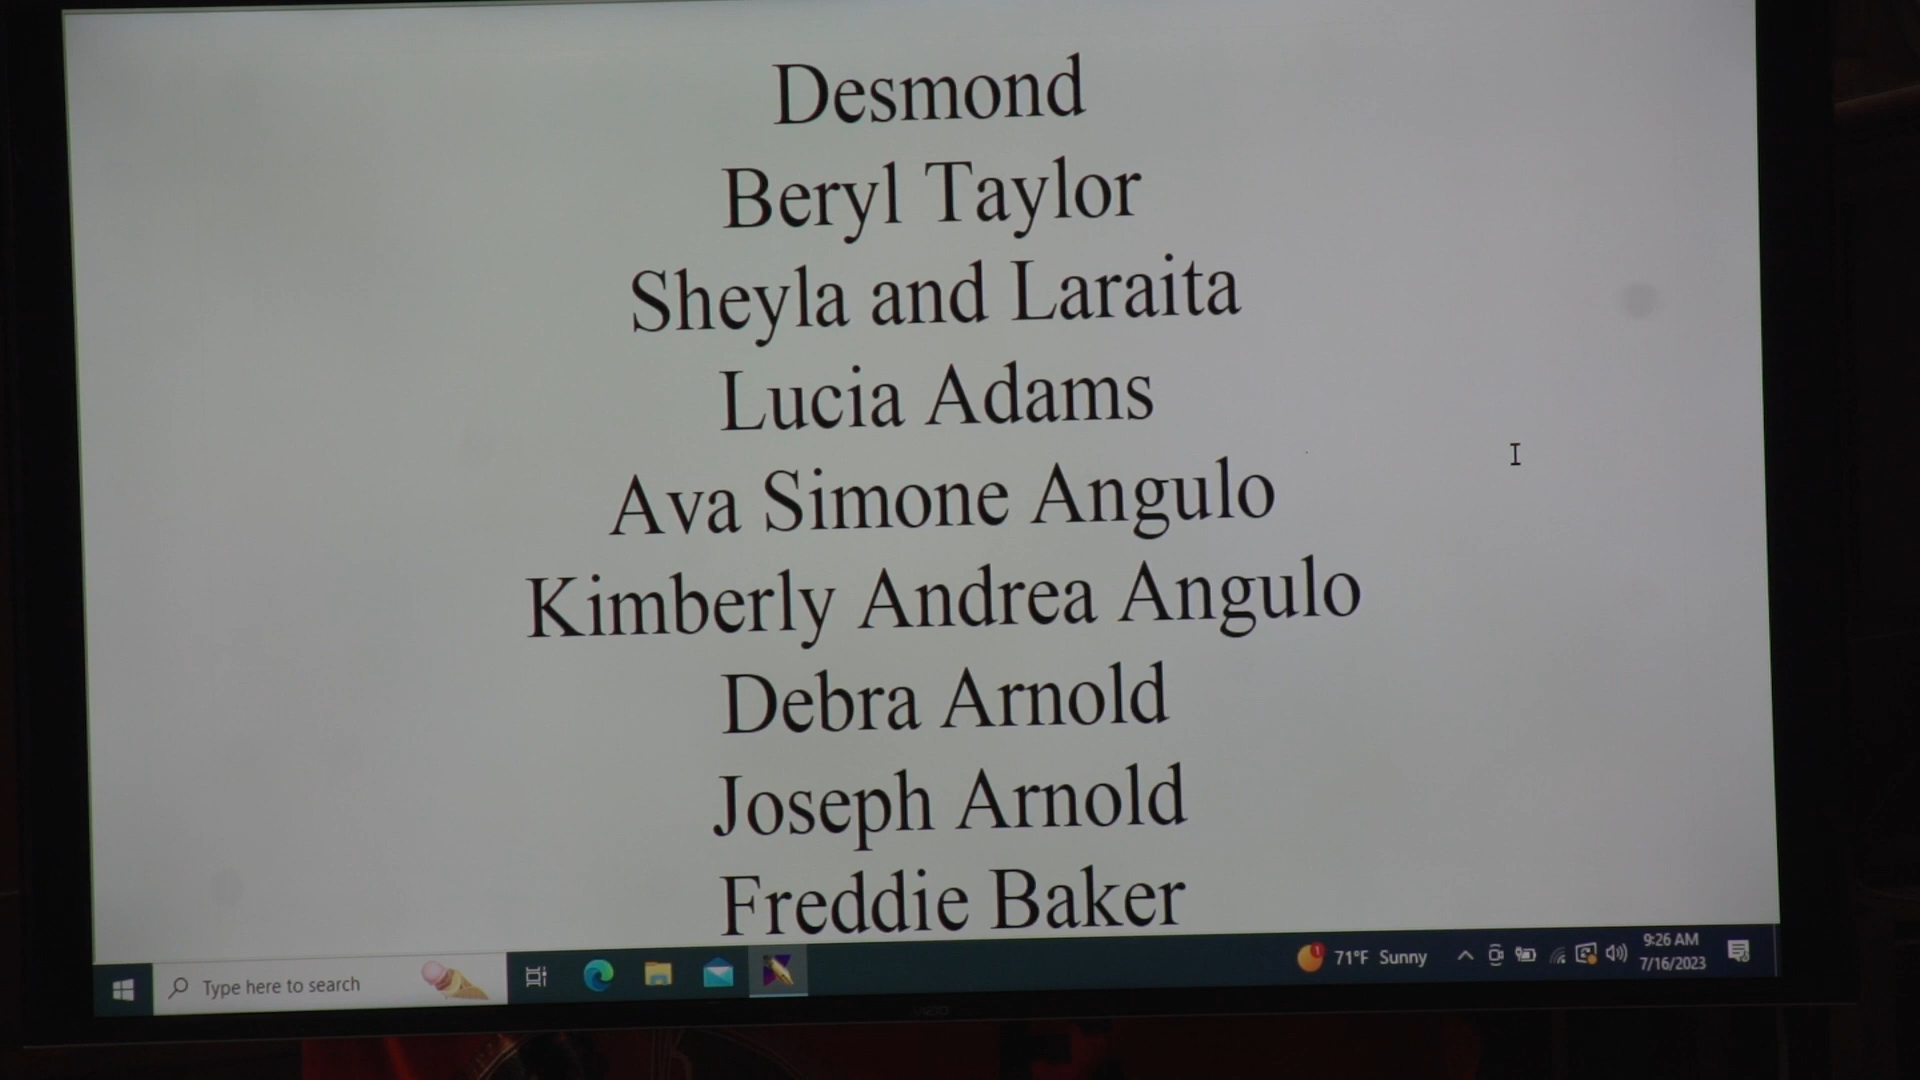 Desmond
Beryl Taylor
Sheyla and Laraita
Lucia Adams
Ava Simone Angulo
Kimberly Andrea Angulo
Debra Arnold
Joseph Arnold
Freddie Baker
Type here to search
71°F Sunny
9:26 AM
7/16/2023
VIZIO